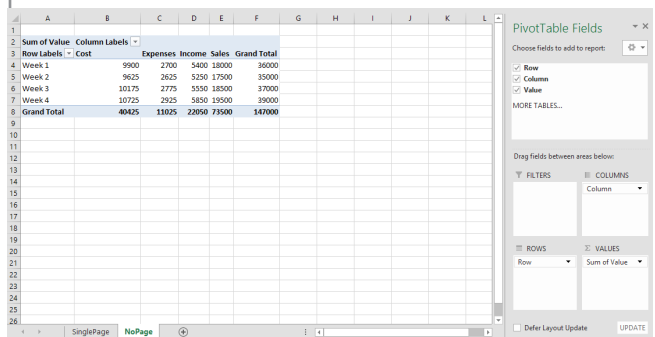 A B C D E F G H I J K L
1
2 Sum of Value Column Labels
3 Row Labels Cost Expenses Income Sales Grand Total
4 Week 1 9900 2700 5400 18000 36000
5 Week 2 9625 2625 5250 17500 35000
6 Week 3 10175 2775 5550 18500 37000
7 Week 4 10725 2925 5850 19500 39000
8 Grand Total 40425 11025 22050 73500 147000
9
10
11
12
13
14
15
16
17
18
19
20
21
22
23
24
25
26
SinglePage NoPage
PivotTable Fields
Choose fields to add to report:
Row
Column
Value
MORE TABLES...
Drag fields between areas below:
FILTERS COLUMNS
Column
ROWS VALUES
Row Sum of Value
Defer Layout Update UPDATE